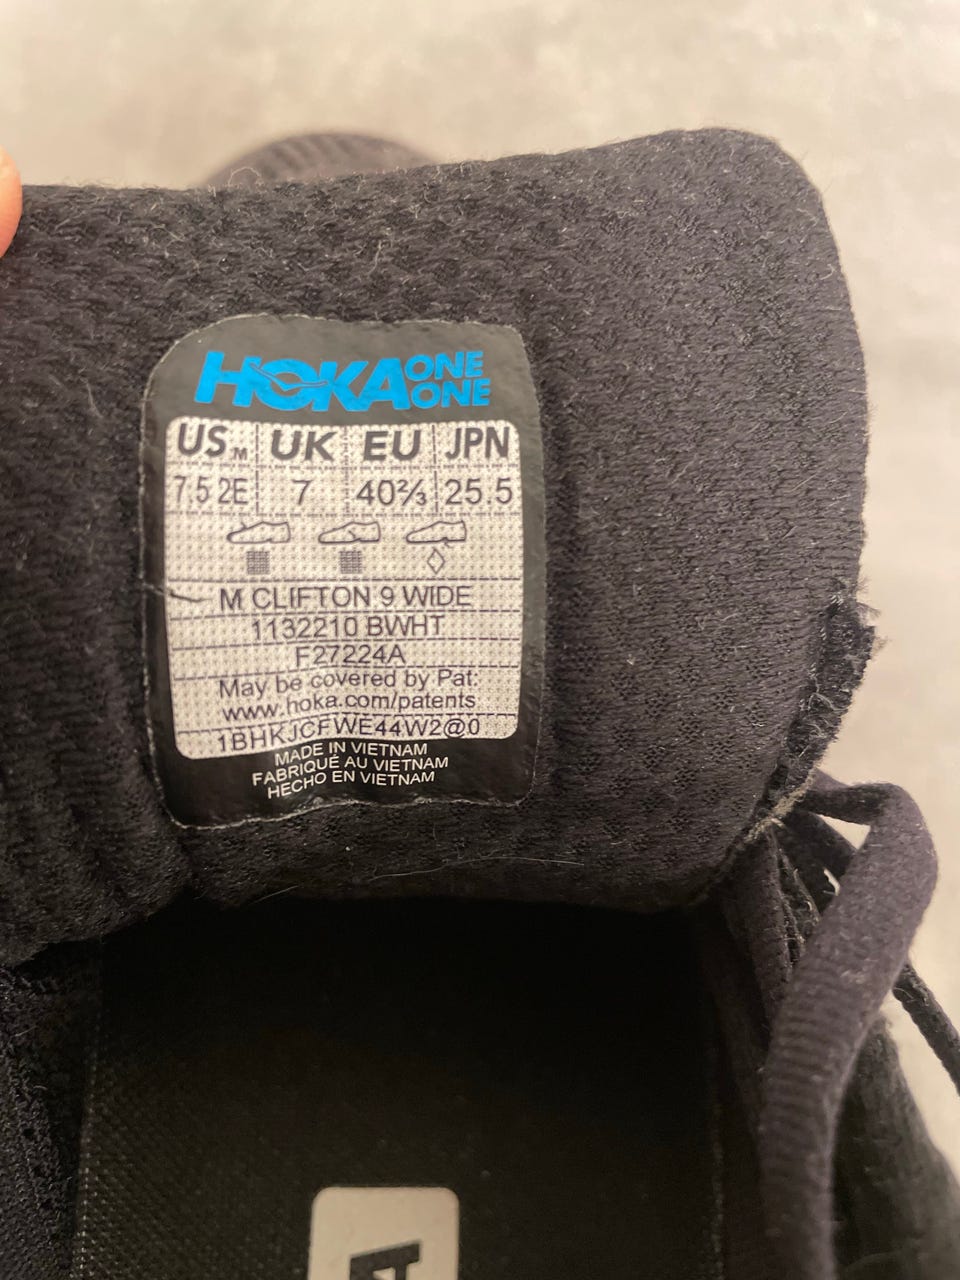 HOKA ONE ONE
US M UK EU JPN
7.5 2E 7 40⅔ 25.5
M CLIFTON 9 WIDE
1132210 BWHT
F27224A
May be covered by Pat:
www.hoka.com/patents
1BHKJCFWE44W2@0
MADE IN VIETNAM
FABRIQUÉ AU VIETNAM
HECHO EN VIETNAM
A